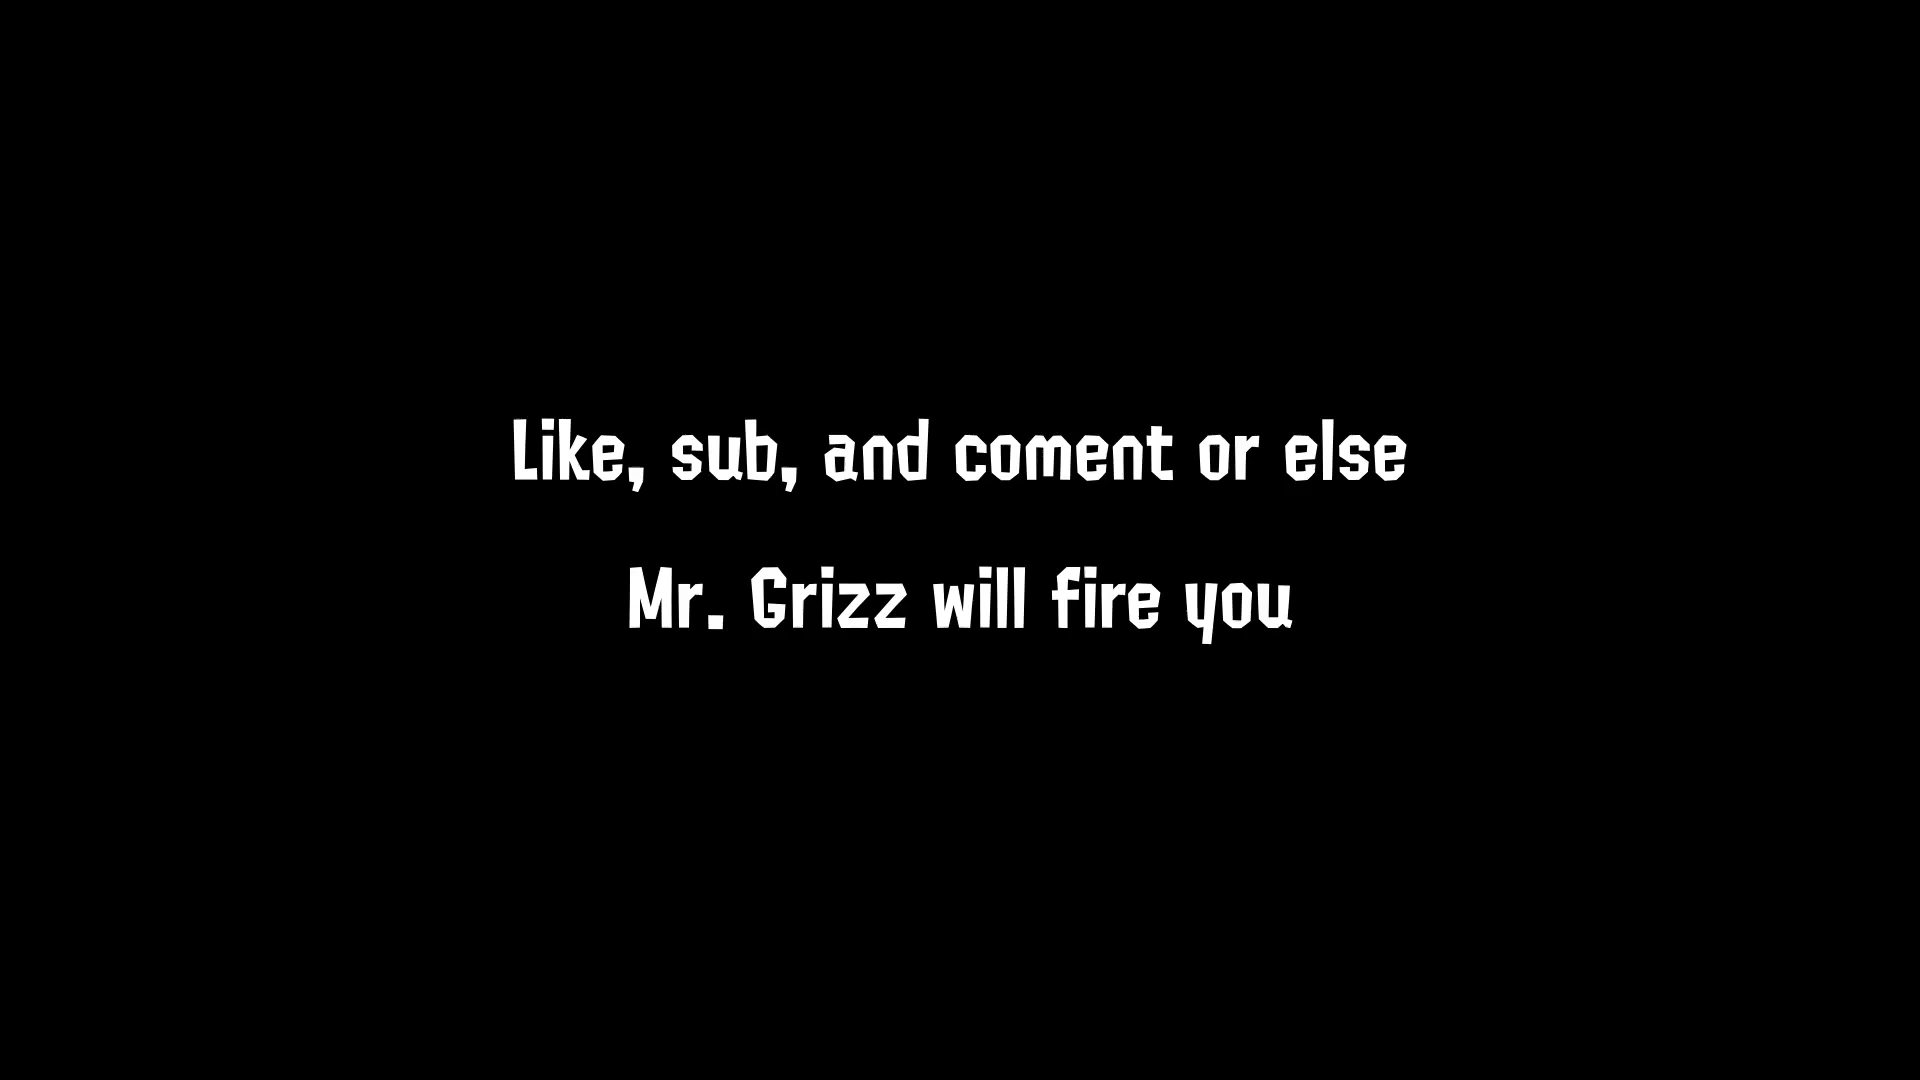 Like, sub, and coment or else
Mr. Grizz will fire you